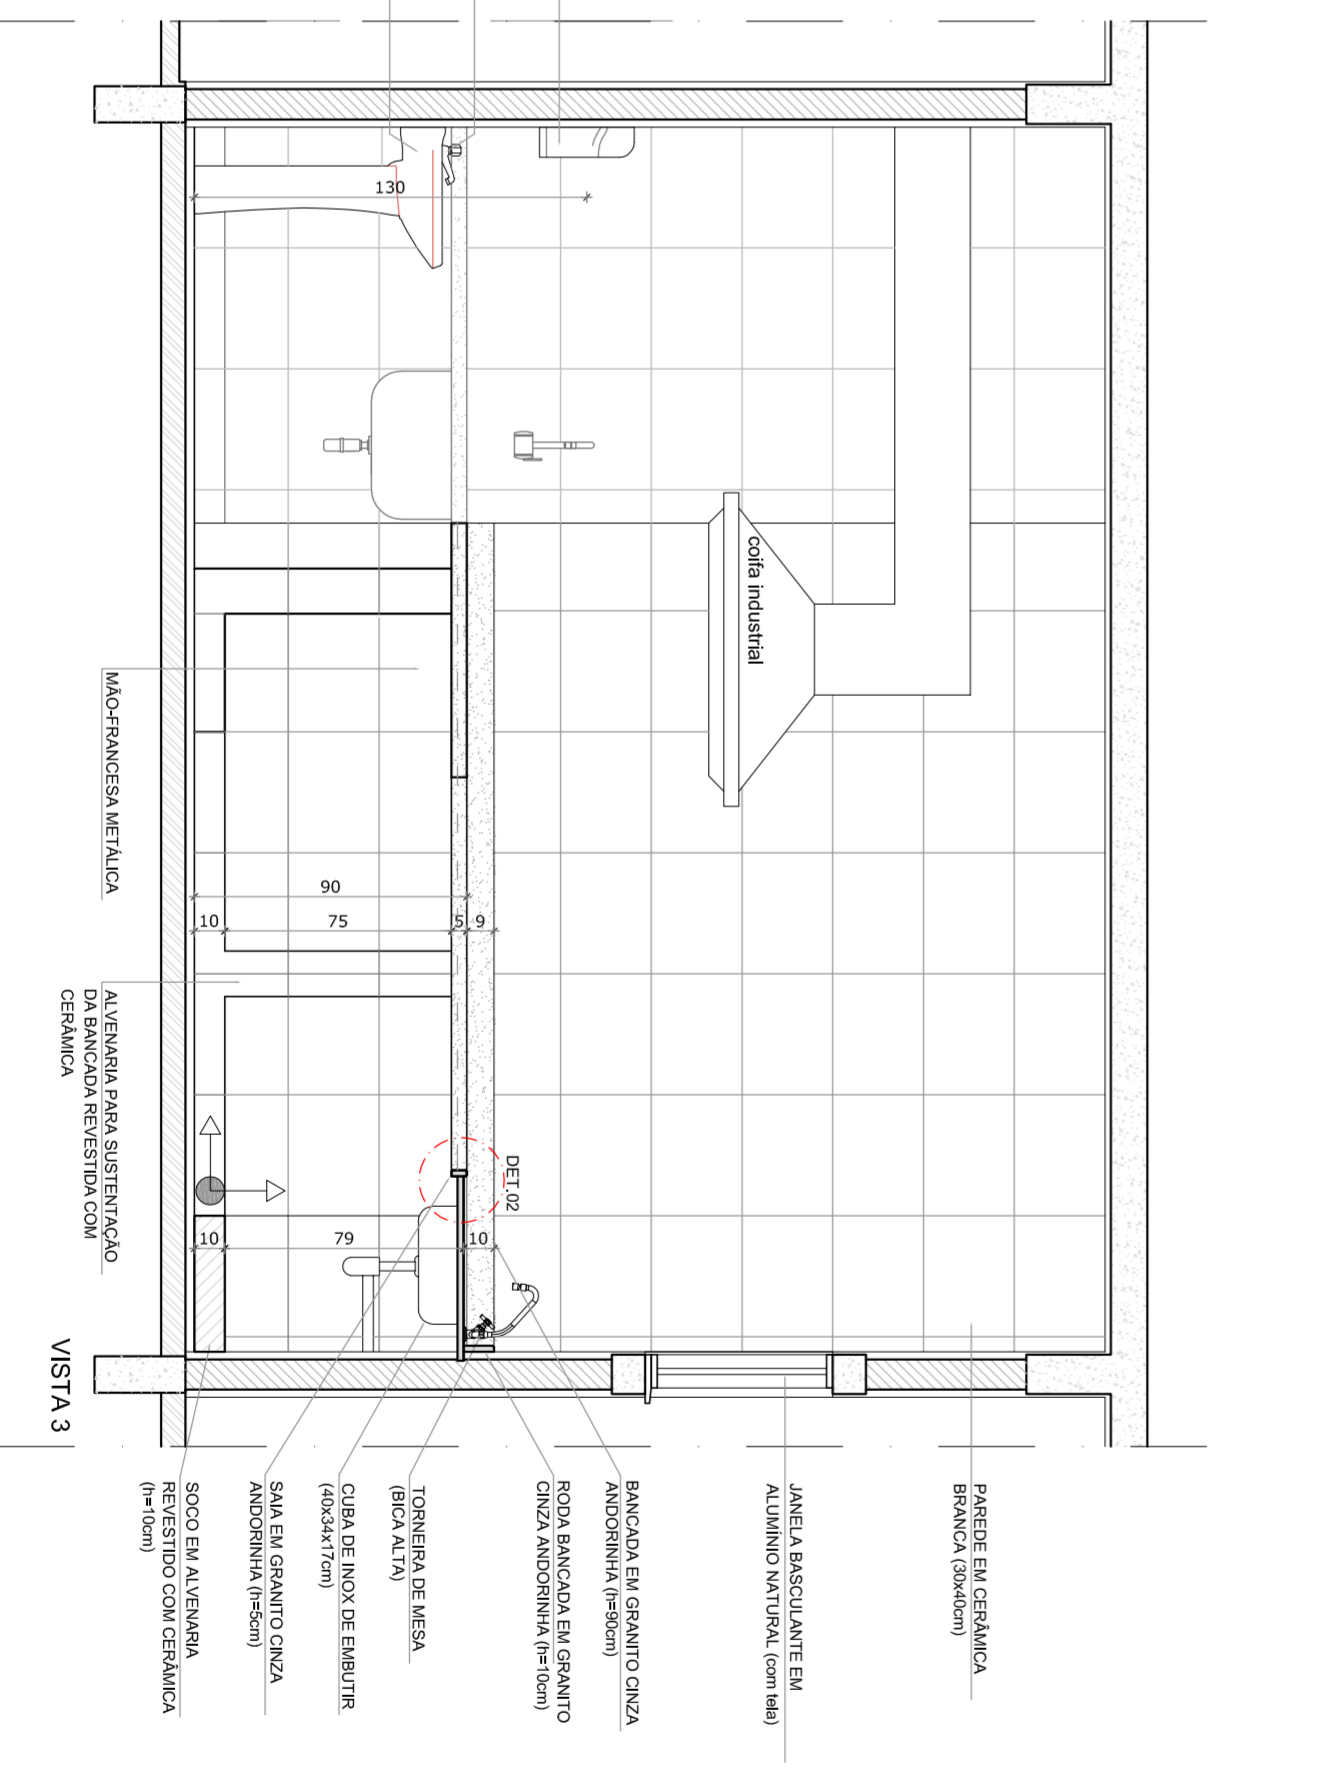 PAREDE EM CERÂMICA
BRANCA (30x40cm)
JANELA BASCULANTE EM
ALUMÍNIO NATURAL (com tela)
BANCADA EM GRANITO CINZA
ANDORINHA (h=90cm)
RODA BANCADA EM GRANITO
CINZA ANDORINHA (h=10cm)
TORNEIRA DE MESA
(BICA ALTA)
CUBA DE INOX DE EMBUTIR
(40x34x17cm)
SAIA EM GRANITO CINZA
ANDORINHA (h=5cm)
SOCO EM ALVENARIA
REVESTIDO COM CERÂMICA
(h=10cm)
coifa industrial
DET.02
130
90
10
75
5
9
10
79
10
MÃO-FRANCESA METÁLICA
ALVENARIA PARA SUSTENTAÇÃO
DA BANCADA REVESTIDA COM
CERÂMICA
VISTA 3